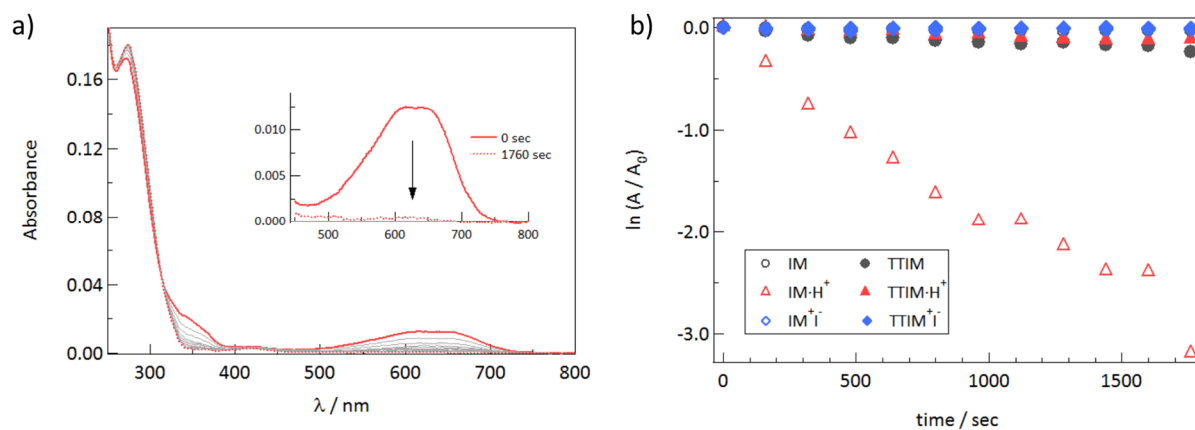 a)
Absorbance
0.16
0.12
0.08
0.04
0.00
300 400 500 600 700 800
λ / nm
0.010
0.005
0.000
500 600 700 800
0 sec
1760 sec
b)
ln (A / A₀)
0.0
-1.0
-2.0
-3.0
0 500 1000 1500
time / sec
IM TTIM
IM·H⁺ TTIM·H⁺
IM⁺I⁻ TTIM⁺I⁻